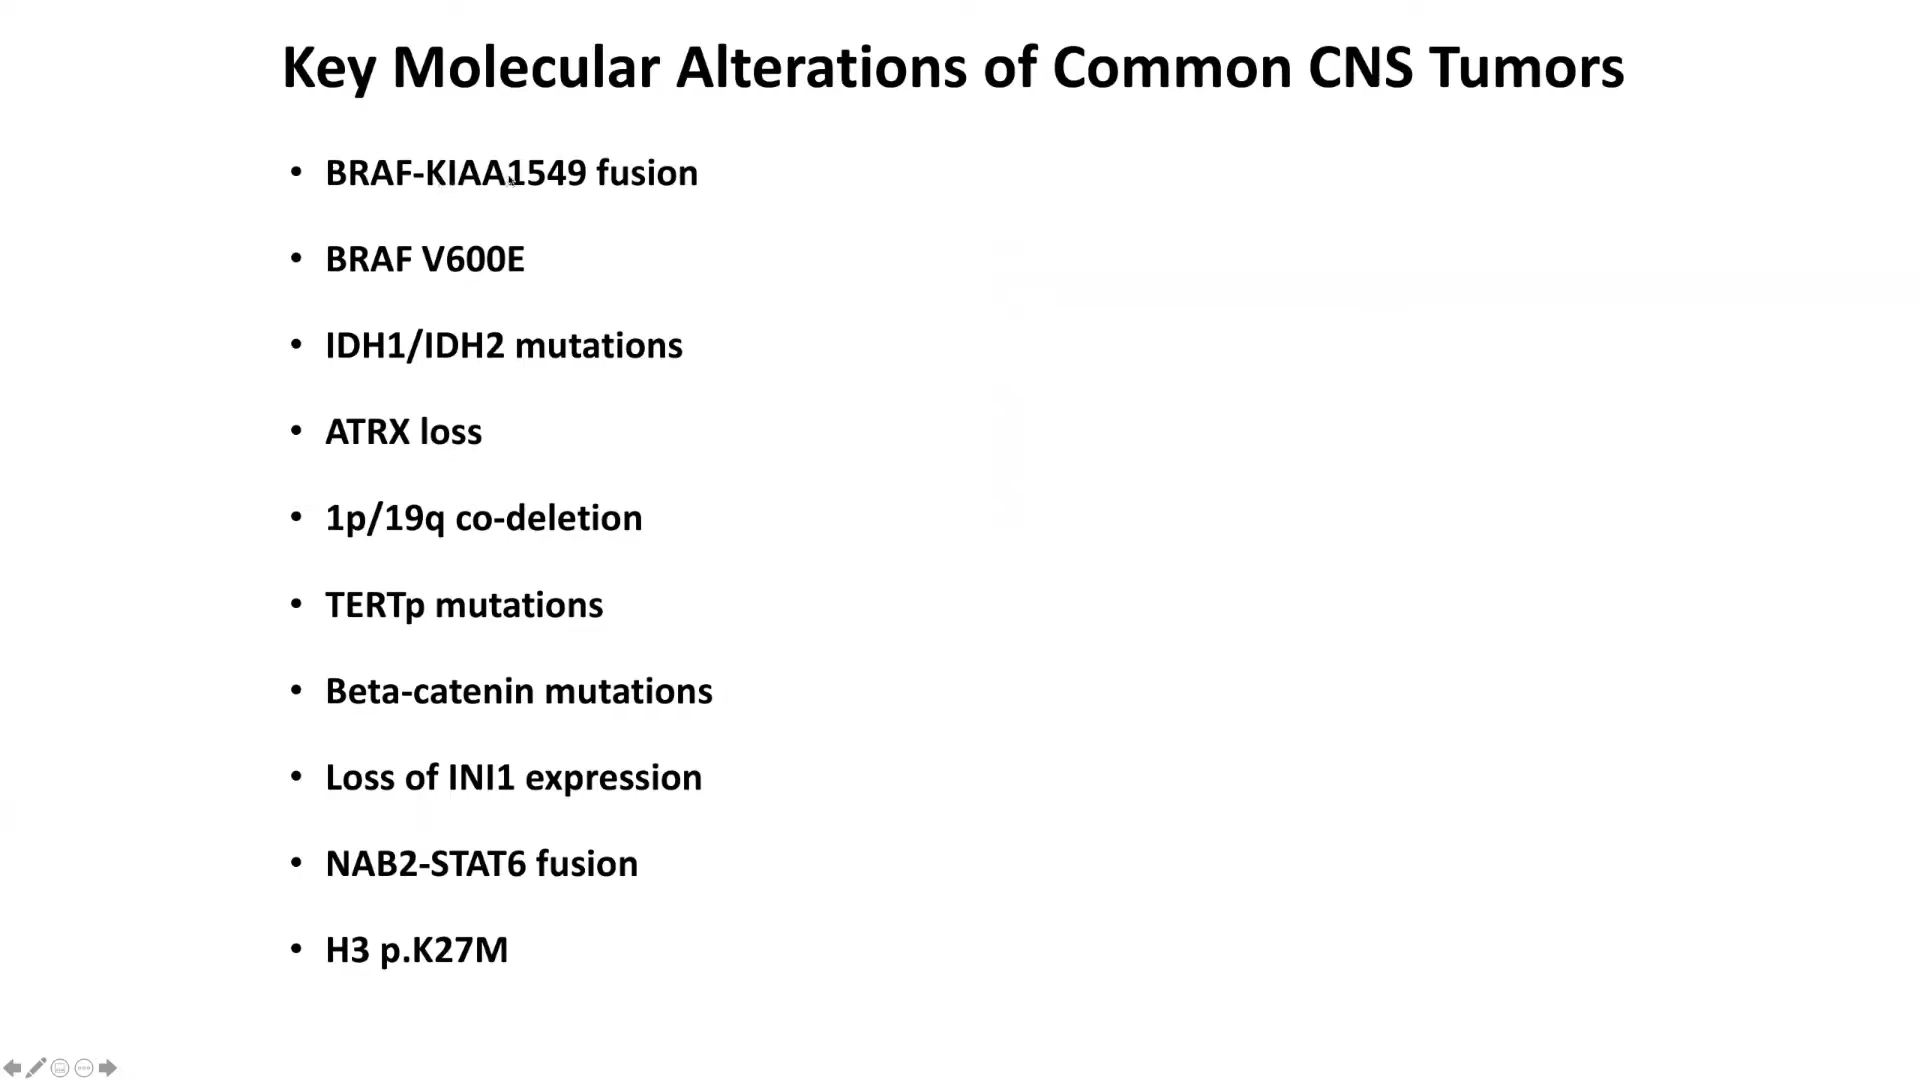 Key Molecular Alterations of Common CNS Tumors
• BRAF-KIAA1549 fusion
• BRAF V600E
• IDH1/IDH2 mutations
• ATRX loss
• 1p/19q co-deletion
• TERTp mutations
• Beta-catenin mutations
• Loss of INI1 expression
• NAB2-STAT6 fusion
• H3 p.K27M